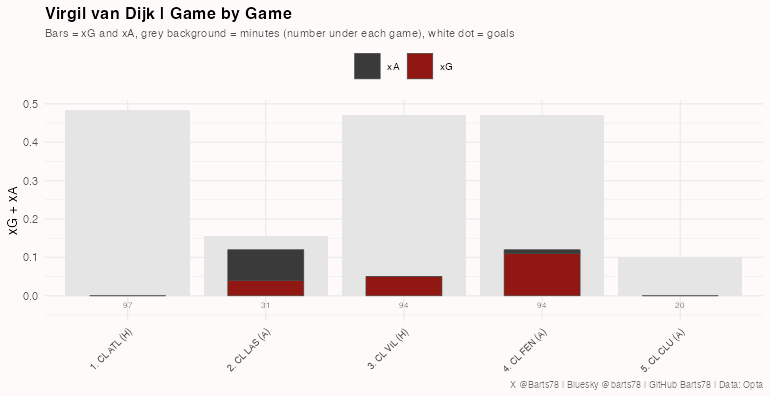 Virgil van Dijk | Game by Game
Bars = xG and xA, grey background = minutes (number under each game), white dot = goals
xA xG
xG + xA
0.5
0.4
0.3
0.2
0.1
0.0
97 31 94 94 20
1. CL ATL (H) 2. CL LAS (A) 3. CL VIL (H) 4. CL FEN (A) 5. CL CLU (A)
X @Barts78 | Bluesky @barts78 | GitHub Barts78 | Data: Opta